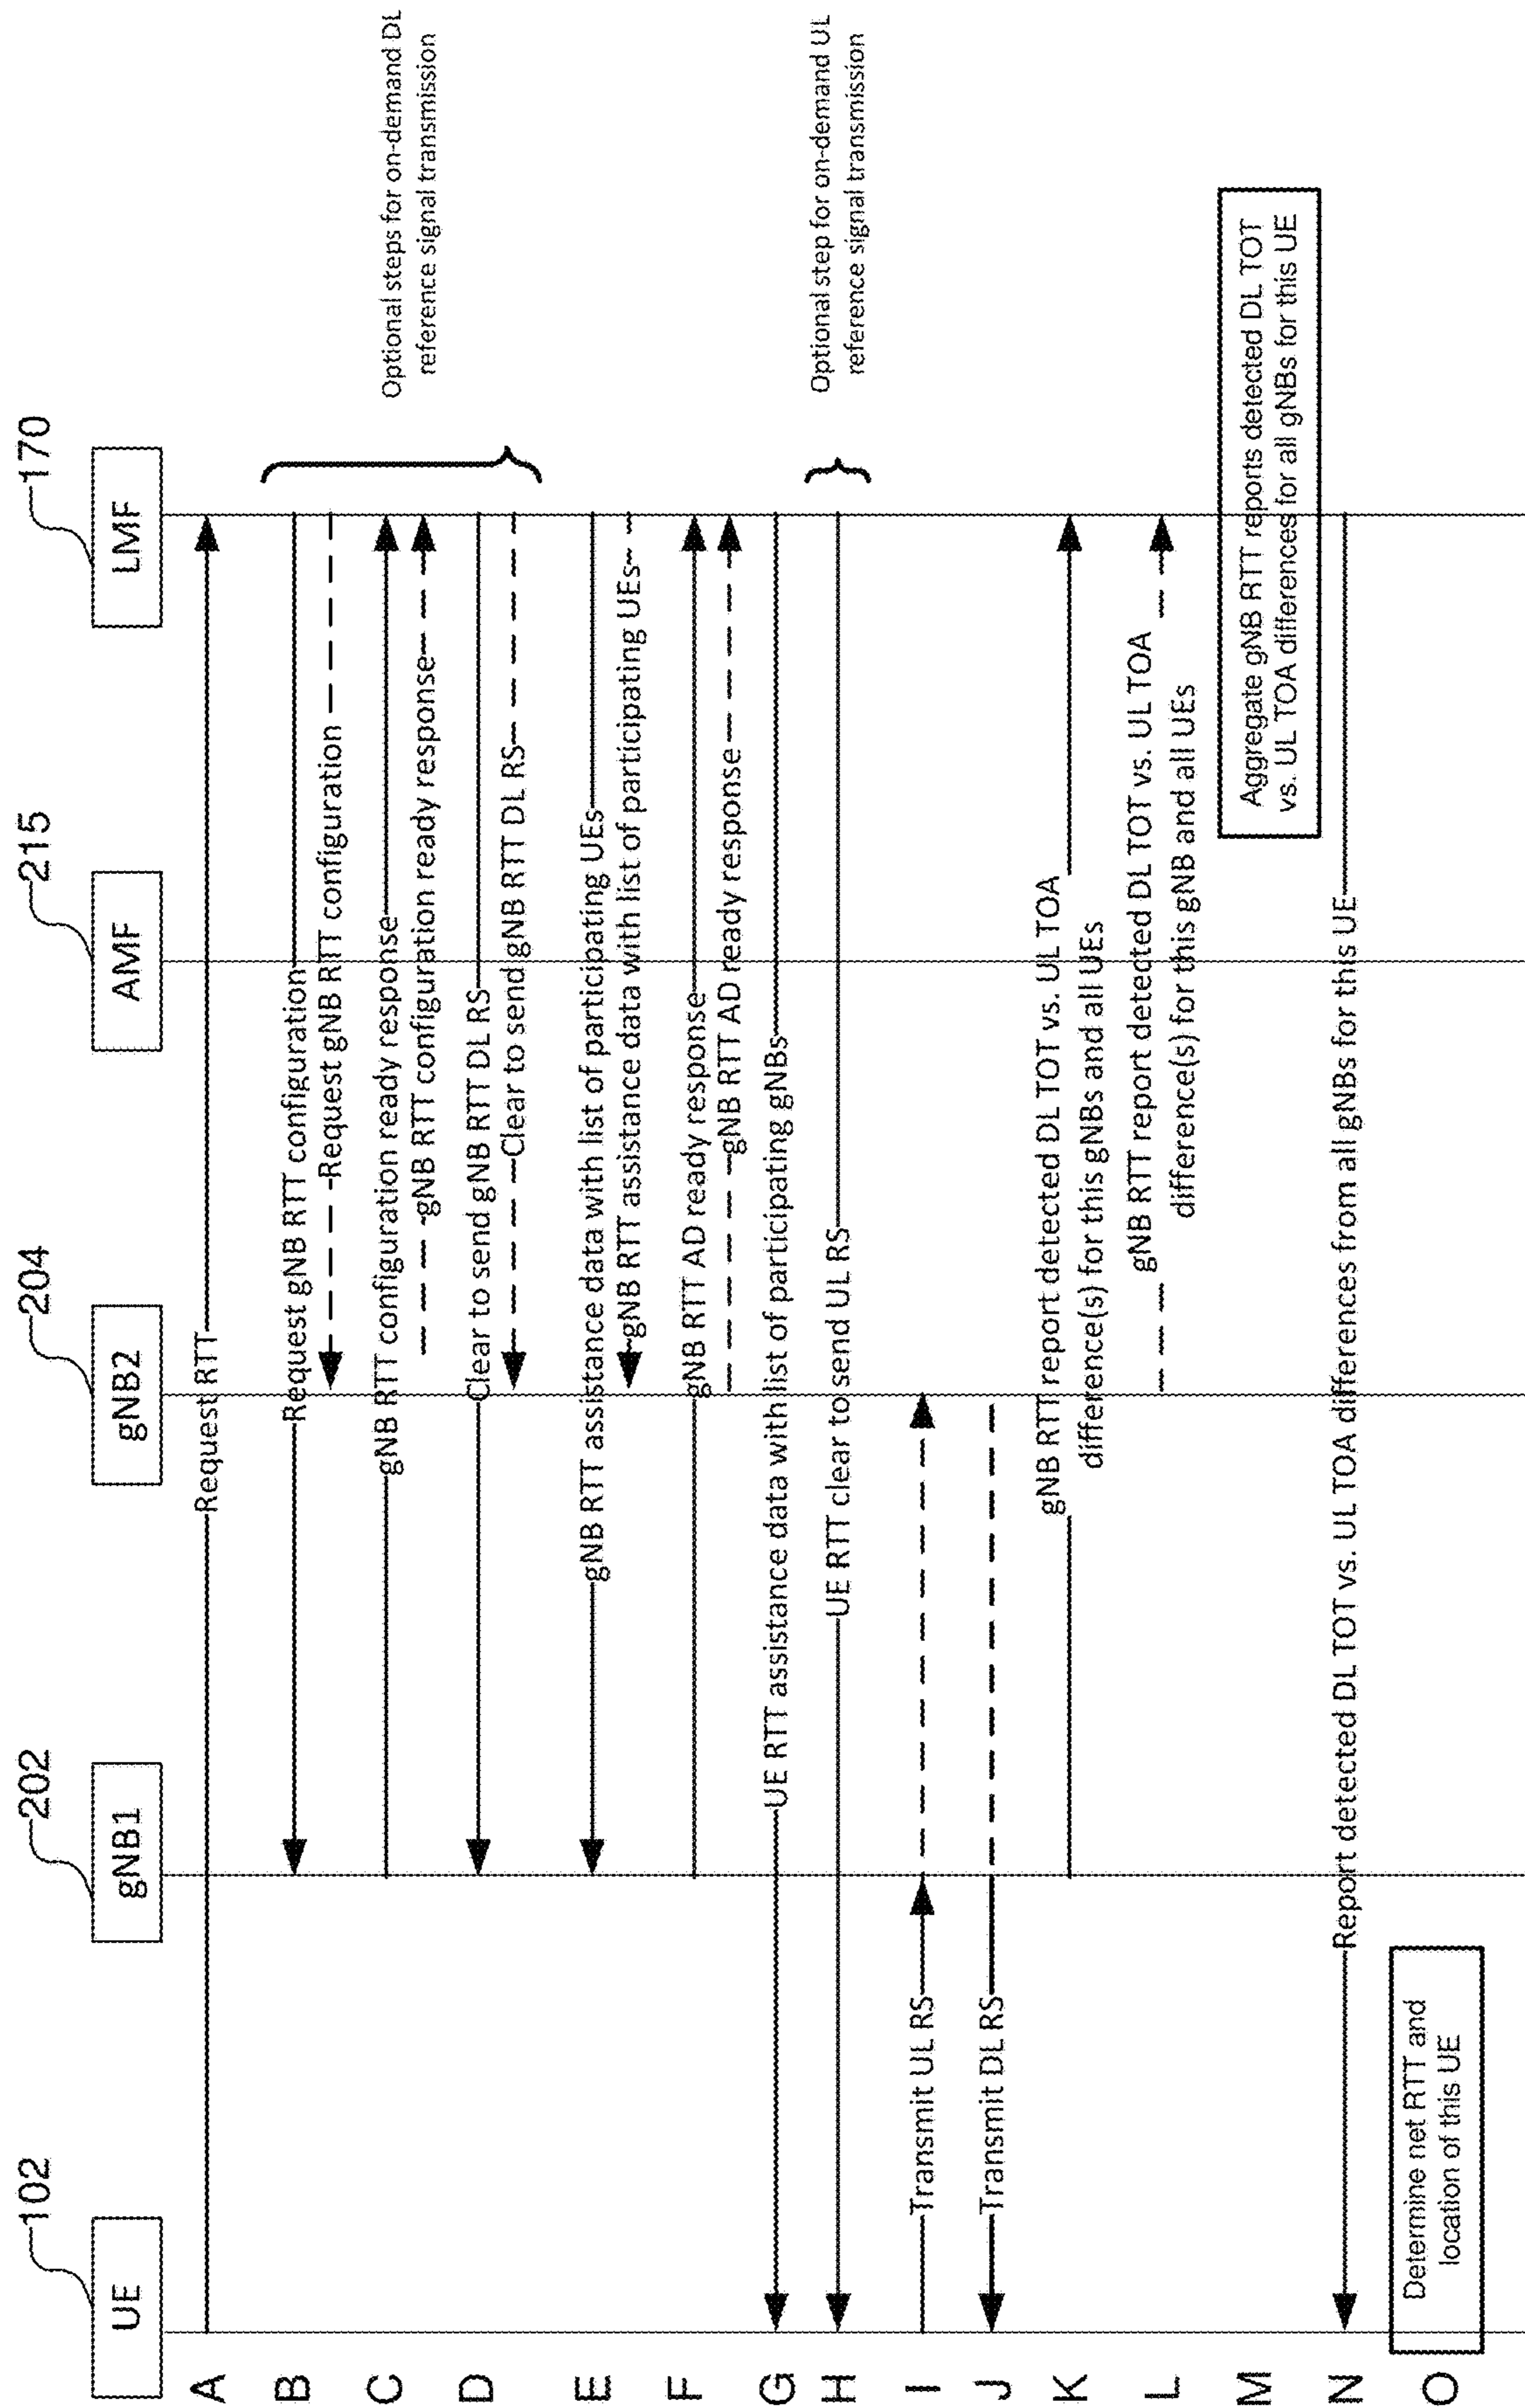 102
202
204
215
170
UE
gNB1
gNB2
AMF
LMF
A
Request RTT
B
Request gNB RTT configuration
Request gNB RTT configuration
C
gNB RTT configuration ready response
gNB RTT configuration ready response
Optional steps for on-demand DL
reference signal transmission
D
Clear to send gNB RTT DL RS
Clear to send gNB RTT DL RS
E
gNB RTT assistance data with list of participating UEs
gNB RTT assistance data with list of participating UEs
F
gNB RTT AD ready response
gNB RTT AD ready response
G
UE RTT assistance data with list of participating gNBs
H
UE RTT clear to send UL RS
Optional step for on-demand UL
reference signal transmission
I
Transmit UL RS
J
Transmit DL RS
K
gNB RTT report detected DL TOT vs. UL TOA
difference(s) for this gNBs and all UEs
L
gNB RTT report detected DL TOT vs. UL TOA
difference(s) for this gNB and all UEs
M
Aggregate gNB RTT reports detected DL TOT
vs. UL TOA differences for all gNBs for this UE
N
Report detected DL TOT vs. UL TOA differences from all gNBs for this UE
O
Determine net RTT and
location of this UE